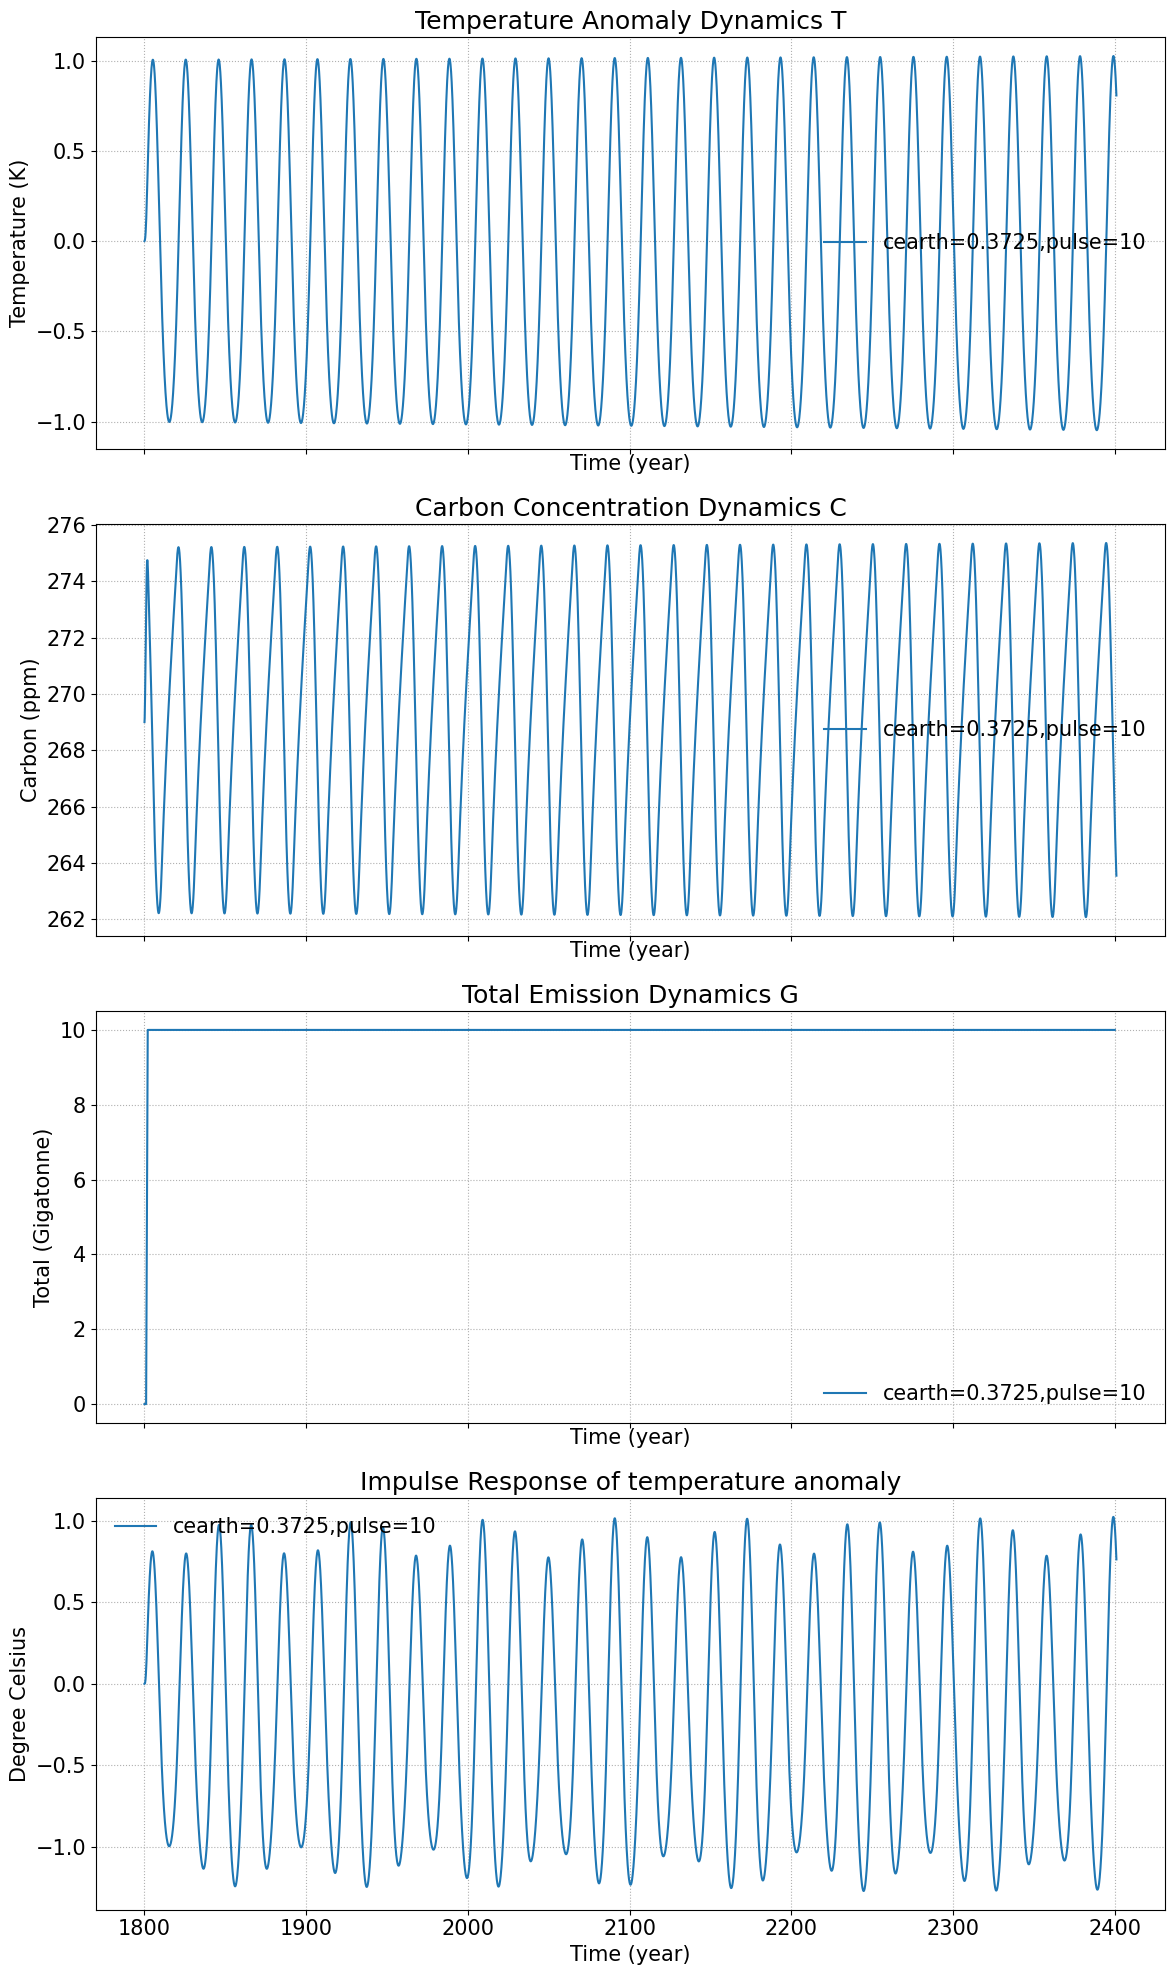 Temperature Anomaly Dynamics T
1.0
0.5
0.0
−0.5
−1.0
Temperature (K)
cearth=0.3725,pulse=10
Time (year)
Carbon Concentration Dynamics C
276
274
272
270
268
266
264
262
Carbon (ppm)
cearth=0.3725,pulse=10
Time (year)
Total Emission Dynamics G
10
8
6
4
2
0
Total (Gigatonne)
cearth=0.3725,pulse=10
Time (year)
Impulse Response of temperature anomaly
cearth=0.3725,pulse=10
1.0
0.5
0.0
−0.5
−1.0
Degree Celsius
1800 1900 2000 2100 2200 2300 2400
Time (year)